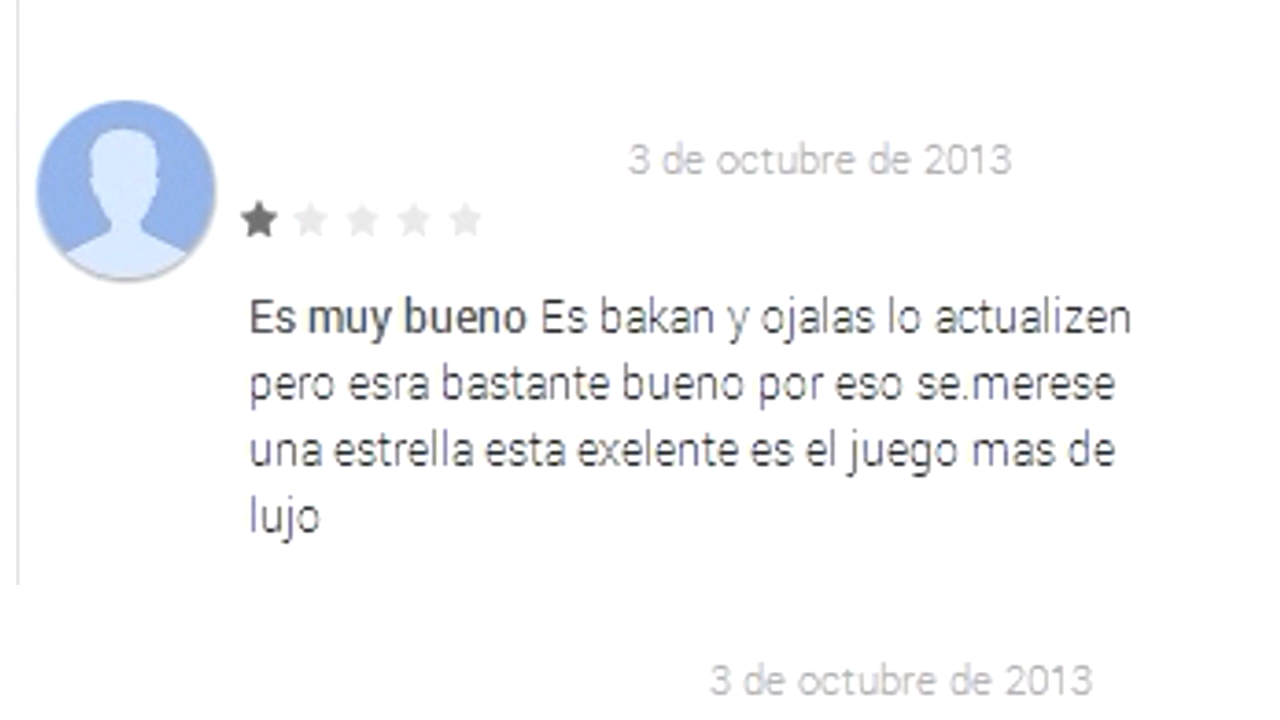 3 de octubre de 2013
Es muy bueno Es bakan y ojalas lo actualizen
pero esra bastante bueno por eso se.merese
una estrella esta exelente es el juego mas de
lujo
3 de octubre de 2013